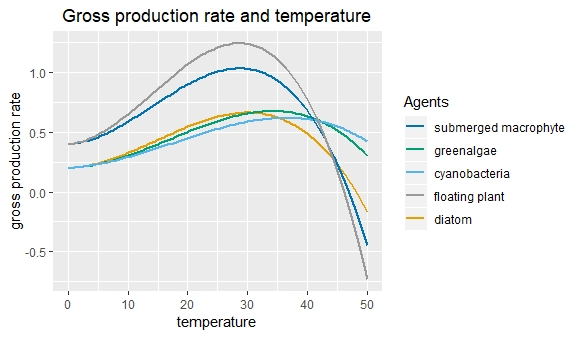 Gross production rate and temperature
gross production rate
1.0
0.5
0.0
-0.5
0
10
20
30
40
50
temperature
Agents
submerged macrophyte
greenalgae
cyanobacteria
floating plant
diatom